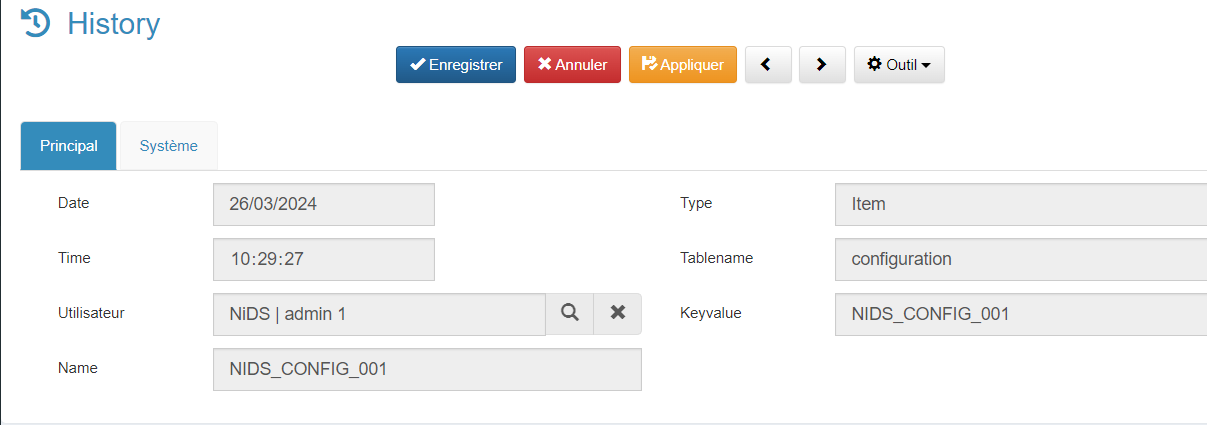 History
Enregistrer Annuler Appliquer Outil
Principal Système
Date 26/03/2024 Type Item
Time 10:29:27 Tablename configuration
Utilisateur NiDS | admin 1 Keyvalue NIDS_CONFIG_001
Name NIDS_CONFIG_001